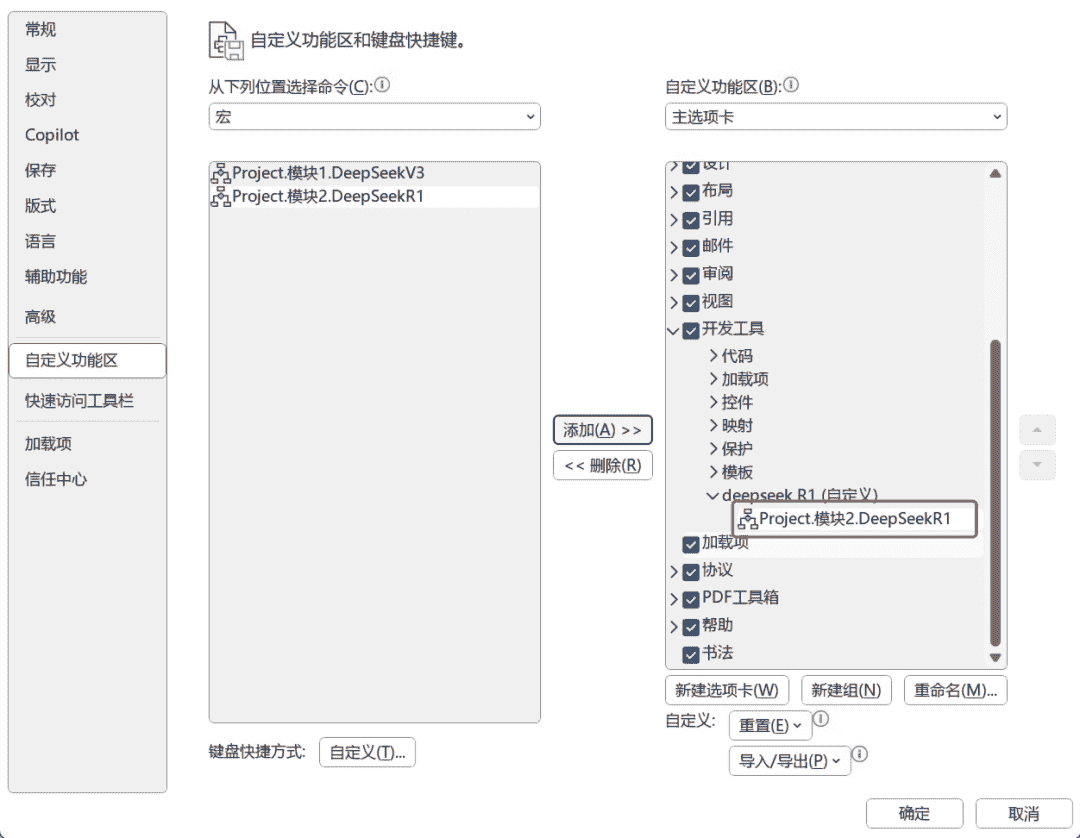 常规
显示
校对
Copilot
保存
版式
语言
辅助功能
高级
自定义功能区
快速访问工具栏
加载项
信任中心
自定义功能区和键盘快捷键。
从下列位置选择命令(C):
宏
Project.模块1.DeepSeekV3
Project.模块2.DeepSeekR1
键盘快捷方式: 自定义(T)...
添加(A) >>
<< 删除(R)
自定义功能区(B):
主选项卡
设计
布局
引用
邮件
审阅
视图
开发工具
代码
加载项
控件
映射
保护
模板
deepseek R1 (自定义)
Project.模块2.DeepSeekR1
加载项
协议
PDF工具箱
帮助
书法
新建选项卡(W) 新建组(N) 重命名(M)...
自定义: 重置(E)
导入/导出(P)
确定 取消